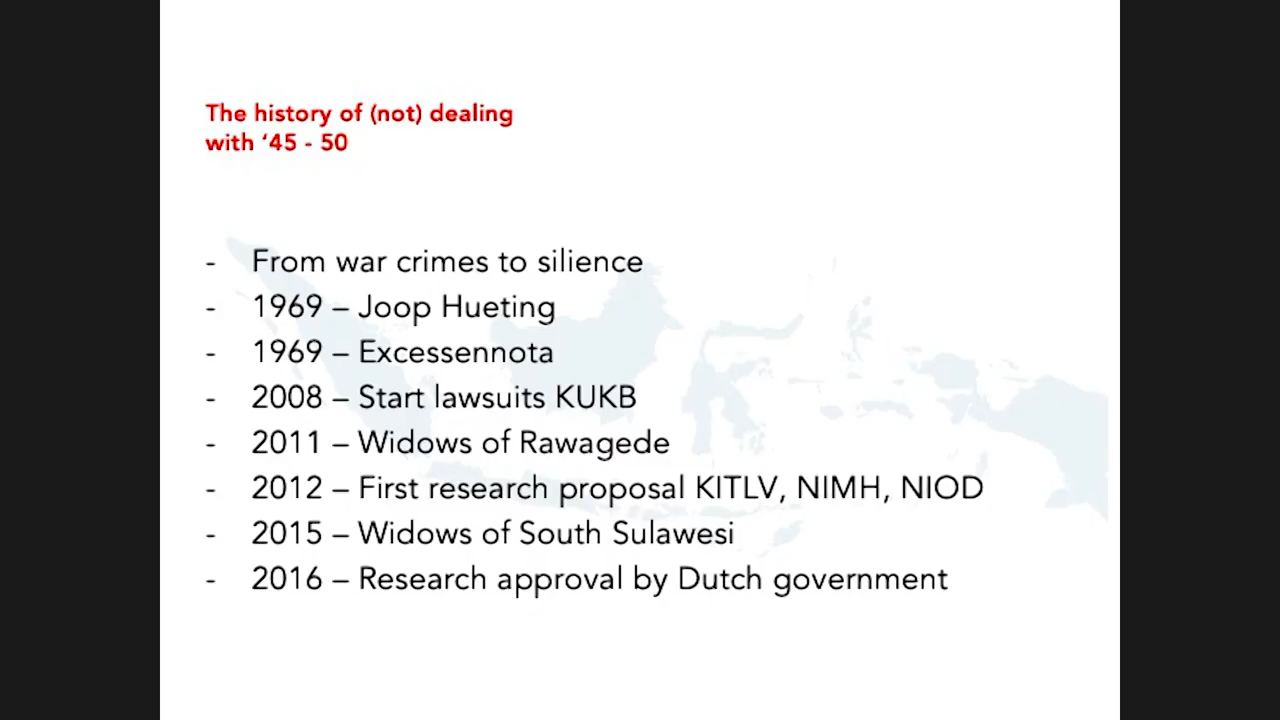 The history of (not) dealing
with ‘45 - 50
- From war crimes to silience
- 1969 – Joop Hueting
- 1969 – Excessennota
- 2008 – Start lawsuits KUKB
- 2011 – Widows of Rawagede
- 2012 – First research proposal KITLV, NIMH, NIOD
- 2015 – Widows of South Sulawesi
- 2016 – Research approval by Dutch government